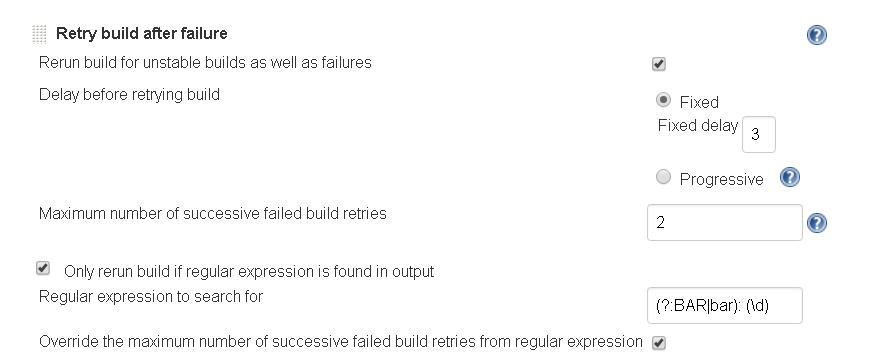 Retry build after failure
Rerun build for unstable builds as well as failures
Delay before retrying build
Fixed
Fixed delay 3
Progressive
Maximum number of successive failed build retries 2
Only rerun build if regular expression is found in output
Regular expression to search for (?:BAR|bar): (\d)
Override the maximum number of successive failed build retries from regular expression